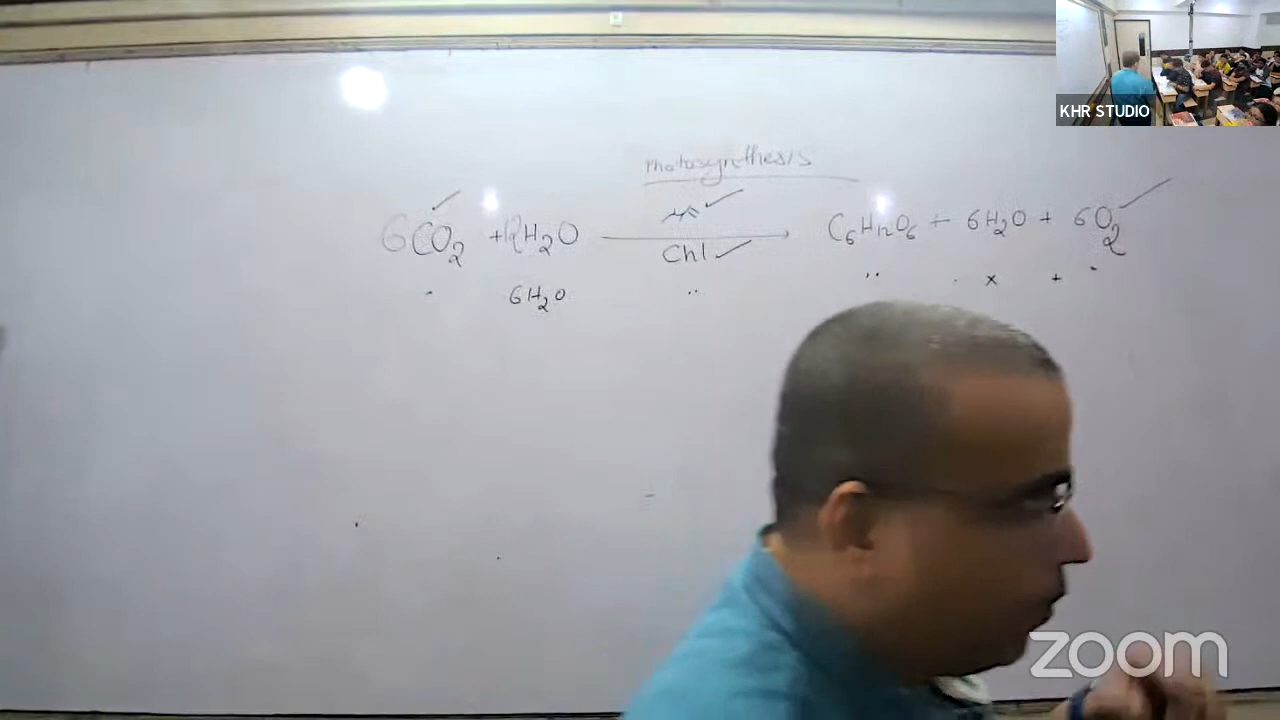 KHR STUDIO
Photosynthesis
6CO₂ + 12H₂O ⟶ C₆H₁₂O₆ + 6H₂O + 6O₂
Chl
" 6H₂O " " x + "
zoom